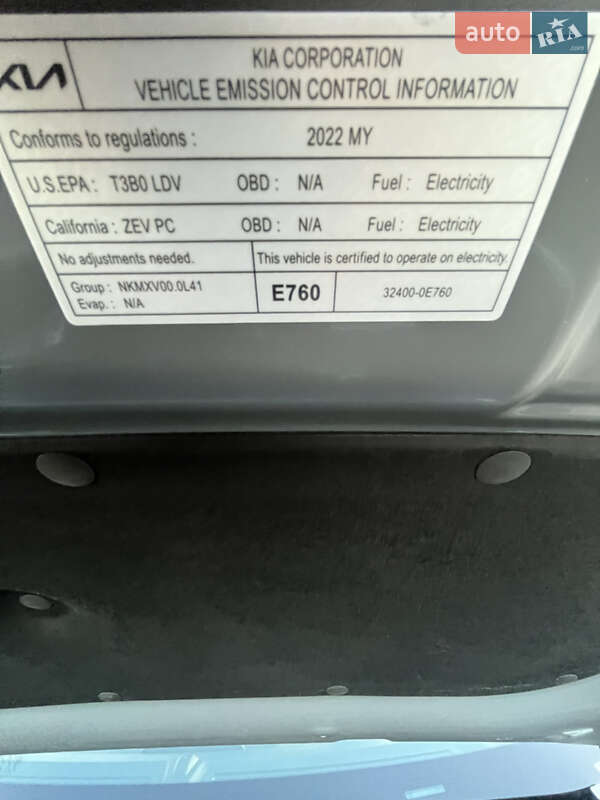 auto RIA.com
KIA
KIA CORPORATION
VEHICLE EMISSION CONTROL INFORMATION
Conforms to regulations : 2022 MY
U.S.EPA : T3B0 LDV OBD : N/A Fuel : Electricity
California : ZEV PC OBD : N/A Fuel : Electricity
No adjustments needed. This vehicle is certified to operate on electricity.
Group : NKMXV00.0L41
Evap. : N/A
E760
32400-0E760